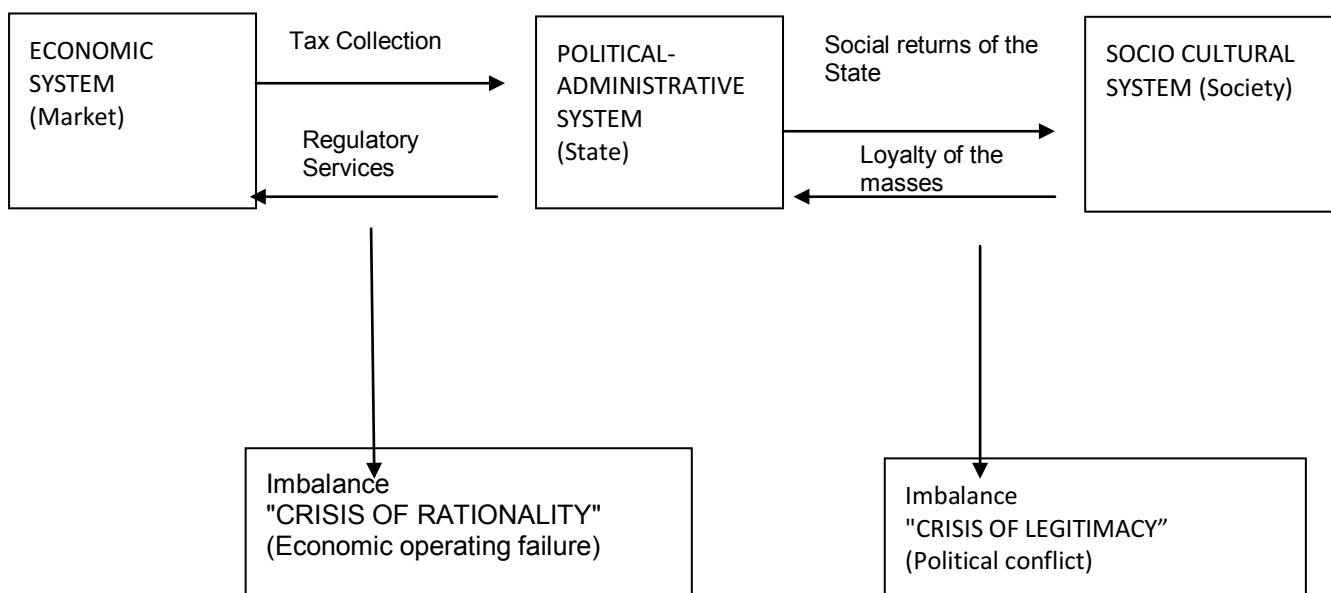 ECONOMIC
SYSTEM
(Market)
Tax Collection
Regulatory
Services
POLITICAL-
ADMINISTRATIVE
SYSTEM
(State)
Social returns of the
State
Loyalty of the
masses
SOCIO CULTURAL
SYSTEM (Society)
Imbalance
"CRISIS OF RATIONALITY"
(Economic operating failure)
Imbalance
"CRISIS OF LEGITIMACY”
(Political conflict)